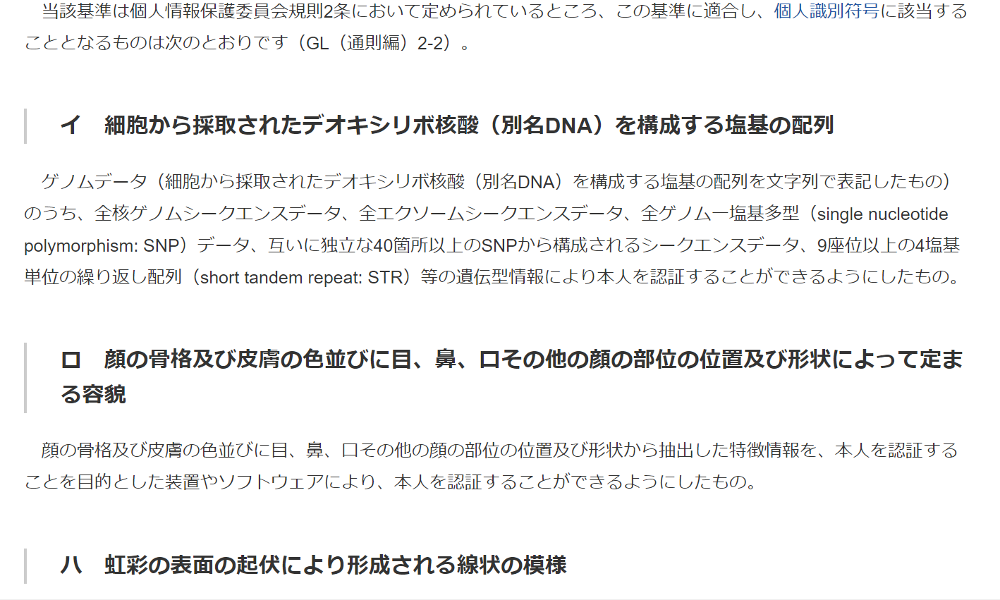 当該基準は個人情報保護委員会規則2条において定められているところ、この基準に適合し、個人識別符号に該当する
こととなるものは次のとおりです（GL（通則編）2-2）。
イ　細胞から採取されたデオキシリボ核酸（別名DNA）を構成する塩基の配列
ゲノムデータ（細胞から採取されたデオキシリボ核酸（別名DNA）を構成する塩基の配列を文字列で表記したもの）
のうち、全核ゲノムシークエンスデータ、全エクソームシークエンスデータ、全ゲノム一塩基多型（single nucleotide
polymorphism: SNP）データ、互いに独立な40箇所以上のSNPから構成されるシークエンスデータ、9座位以上の4塩基
単位の繰り返し配列（short tandem repeat: STR）等の遺伝型情報により本人を認証することができるようにしたもの。
ロ　顔の骨格及び皮膚の色並びに目、鼻、口その他の顔の部位の位置及び形状によって定ま
る容貌
顔の骨格及び皮膚の色並びに目、鼻、口その他の顔の部位の位置及び形状から抽出した特徴情報を、本人を認証する
ことを目的とした装置やソフトウェアにより、本人を認証することができるようにしたもの。
ハ　虹彩の表面の起伏により形成される線状の模様